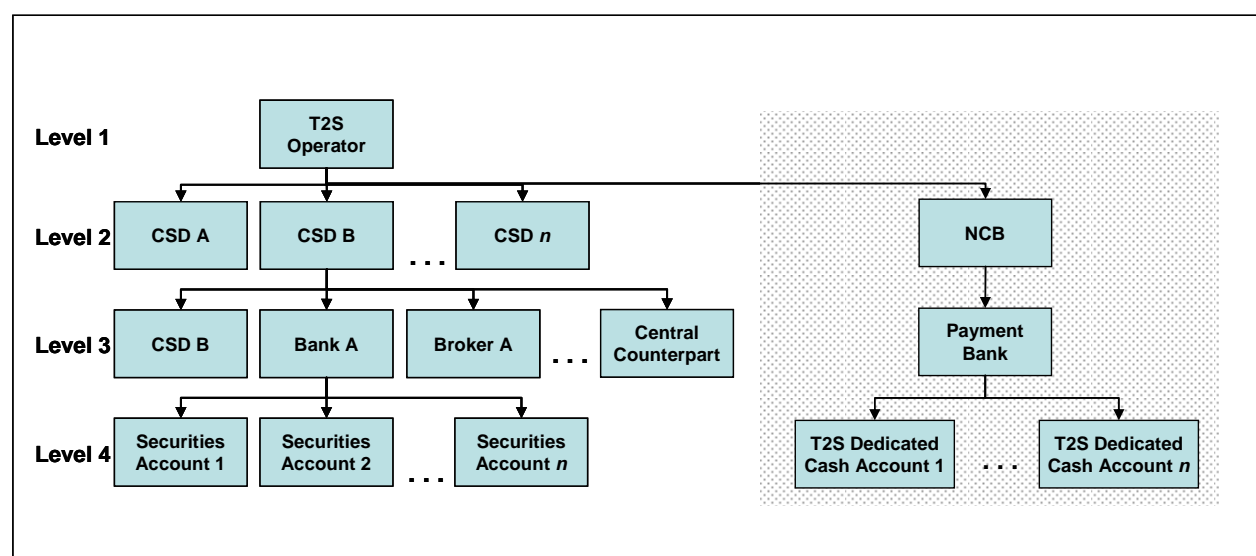 Level 1
T2S
Operator
Level 2
CSD A
CSD B
. . .
CSD n
NCB
Level 3
CSD B
Bank A
Broker A
. . .
Central
Counterpart
Payment
Bank
Level 4
Securities
Account 1
Securities
Account 2
. . .
Securities
Account n
T2S Dedicated
Cash Account 1
. . .
T2S Dedicated
Cash Account n